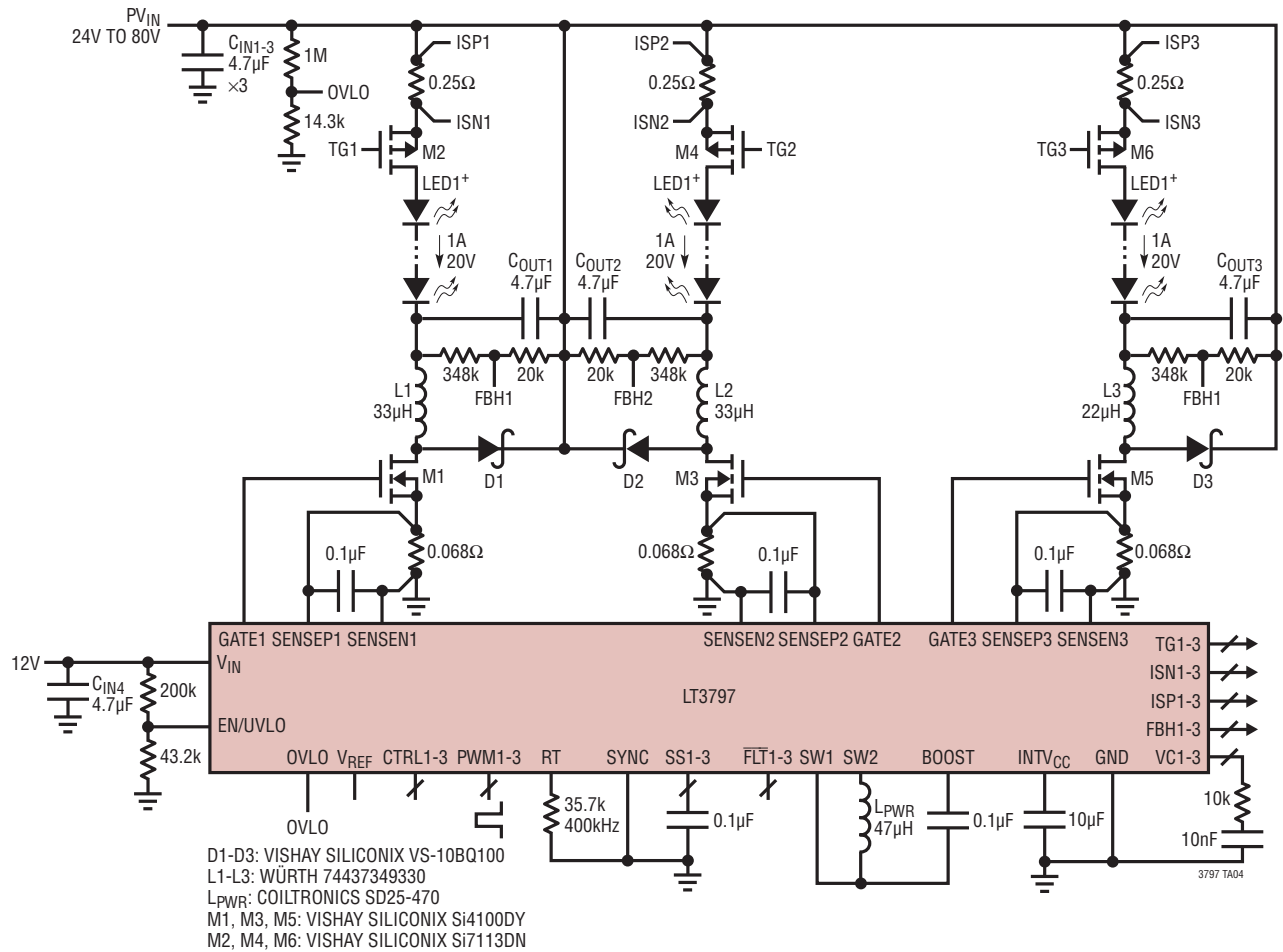 PVIN
24V TO 80V
CIN1-3
4.7µF
×3
1M
OVLO
14.3k
ISP1
0.25Ω
ISN1
TG1
M2
LED1+
1A
20V
ISP2
0.25Ω
ISN2
M4
TG2
LED1+
1A
20V
ISP3
0.25Ω
ISN3
TG3
M6
LED1+
1A
20V
COUT1
4.7µF
COUT2
4.7µF
COUT3
4.7µF
348k
20k
20k
348k
348k
20k
FBH1
FBH2
FBH1
L1
33µH
L2
33µH
L3
22µH
M1
D1
D2
M3
M5
D3
0.1µF
0.068Ω
0.068Ω
0.1µF
0.1µF
0.068Ω
GATE1 SENSEP1 SENSEN1
SENSEN2 SENSEP2 GATE2
GATE3 SENSEP3 SENSEN3
12V
VIN
CIN4
4.7µF
200k
EN/UVLO
43.2k
LT3797
TG1-3
ISN1-3
ISP1-3
FBH1-3
VC1-3
OVLO VREF CTRL1-3 PWM1-3 RT SYNC SS1-3 FLT1-3 SW1 SW2 BOOST INTVCC GND
OVLO
35.7k
400kHz
0.1µF
LPWR
47µH
0.1µF
10µF
10k
10nF
3797 TA04
D1-D3: VISHAY SILICONIX VS-10BQ100
L1-L3: WÜRTH 74437349330
LPWR: COILTRONICS SD25-470
M1, M3, M5: VISHAY SILICONIX Si4100DY
M2, M4, M6: VISHAY SILICONIX Si7113DN